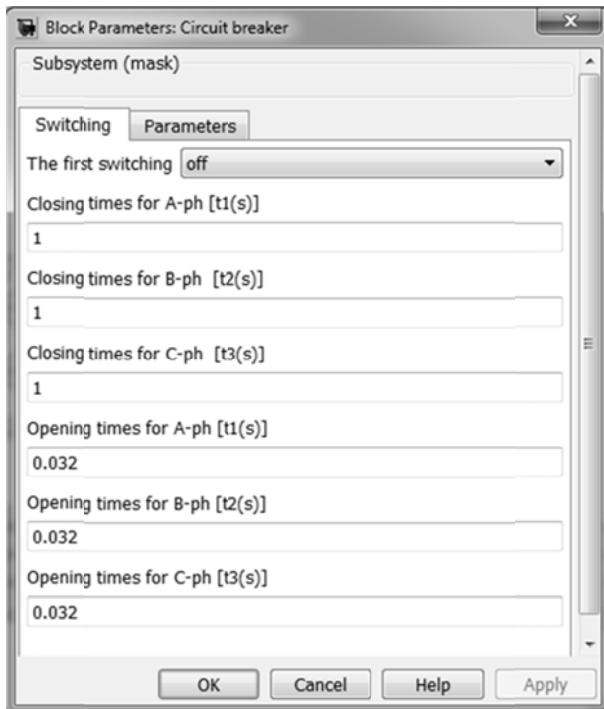 Block Parameters: Circuit breaker
Subsystem (mask)
Switching Parameters
The first switching off
Closing times for A-ph [t1(s)]
1
Closing times for B-ph [t2(s)]
1
Closing times for C-ph [t3(s)]
1
Opening times for A-ph [t1(s)]
0.032
Opening times for B-ph [t2(s)]
0.032
Opening times for C-ph [t3(s)]
0.032
OK Cancel Help Apply